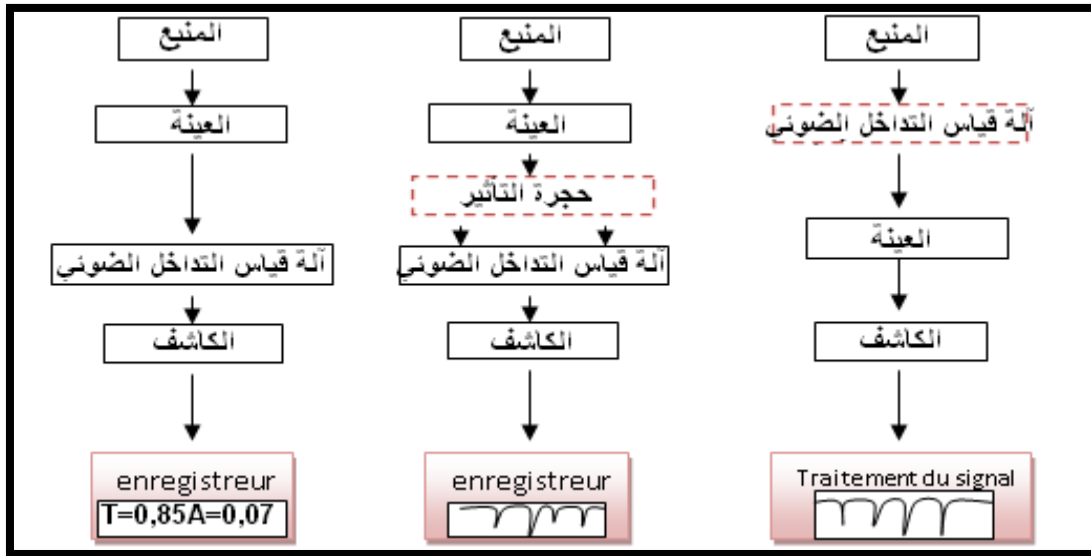 المنبع
العينة
آلة قياس التداخل الضوئي
الكاشف
enregistreur
T=0,85A=0,07
المنبع
العينة
حجرة التأثير
آلة قياس التداخل الضوئي
الكاشف
enregistreur
المنبع
آلة قياس التداخل الضوئي
العينة
الكاشف
Traitement du signal